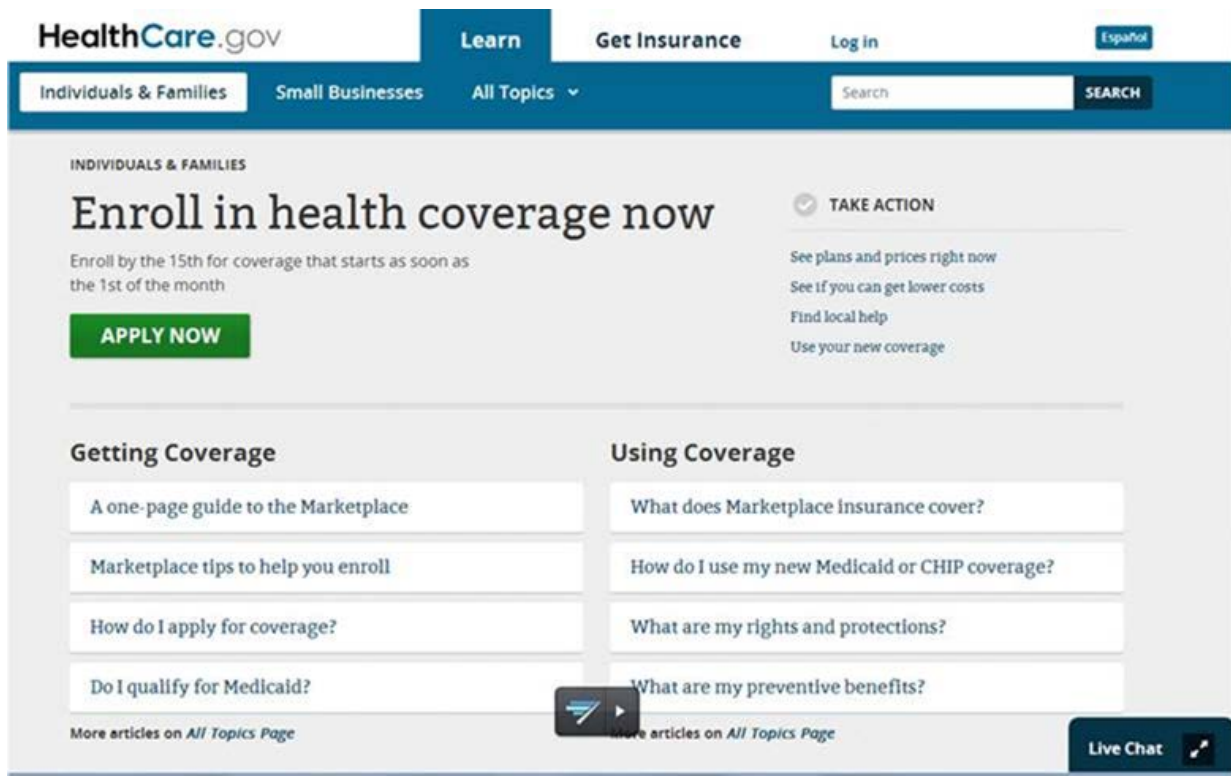 HealthCare.gov
Learn
Get Insurance
Log in
Español
Individuals & Families
Small Businesses
All Topics
Search
SEARCH
INDIVIDUALS & FAMILIES
Enroll in health coverage now
Enroll by the 15th for coverage that starts as soon as
the 1st of the month
APPLY NOW
TAKE ACTION
See plans and prices right now
See if you can get lower costs
Find local help
Use your new coverage
Getting Coverage
A one-page guide to the Marketplace
Marketplace tips to help you enroll
How do I apply for coverage?
Do I qualify for Medicaid?
More articles on All Topics Page
Using Coverage
What does Marketplace insurance cover?
How do I use my new Medicaid or CHIP coverage?
What are my rights and protections?
What are my preventive benefits?
More articles on All Topics Page
Live Chat